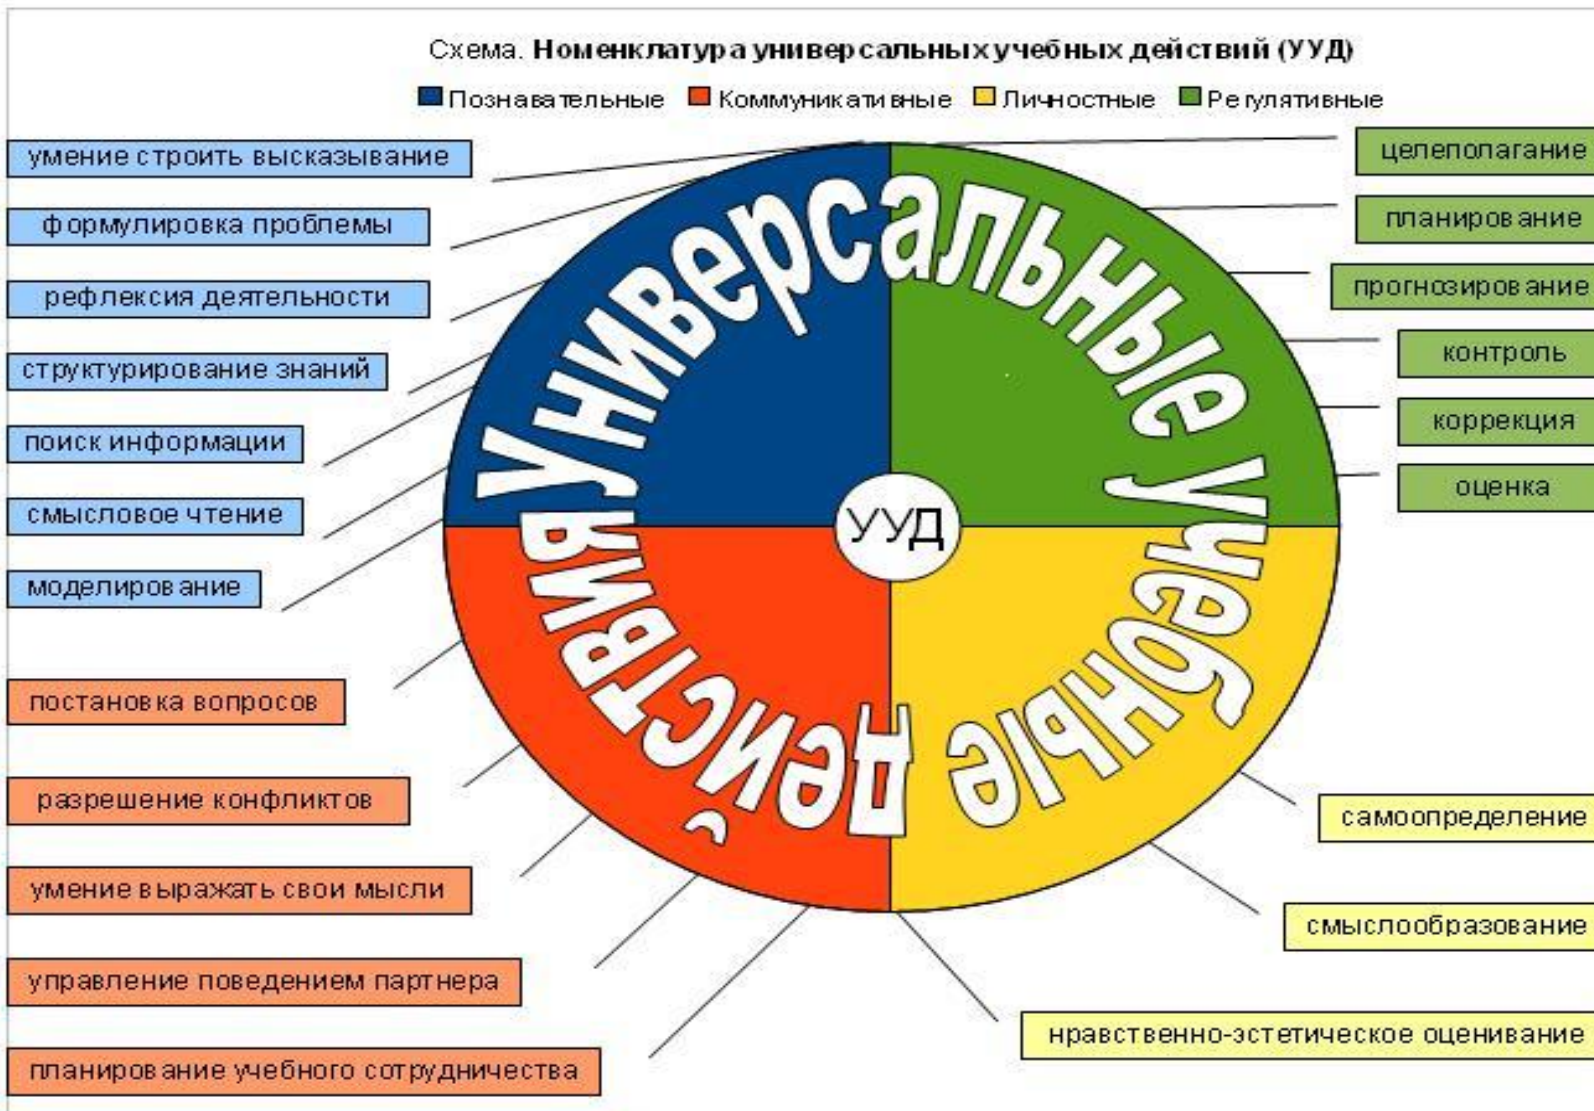 Схема. Номенклатура универсальных учебных действий (УУД)
Познавательные Коммуникативные Личностные Регулятивные
умение строить высказывание
формулировка проблемы
рефлексия деятельности
структурирование знаний
поиск информации
смысловое чтение
моделирование
постановка вопросов
разрешение конфликтов
умение выражать свои мысли
управление поведением партнера
планирование учебного сотрудничества
Универсальные учебные действия
УУД
целеполагание
планирование
прогнозирование
контроль
коррекция
оценка
самоопределение
смыслообразование
нравственно-эстетическое оценивание